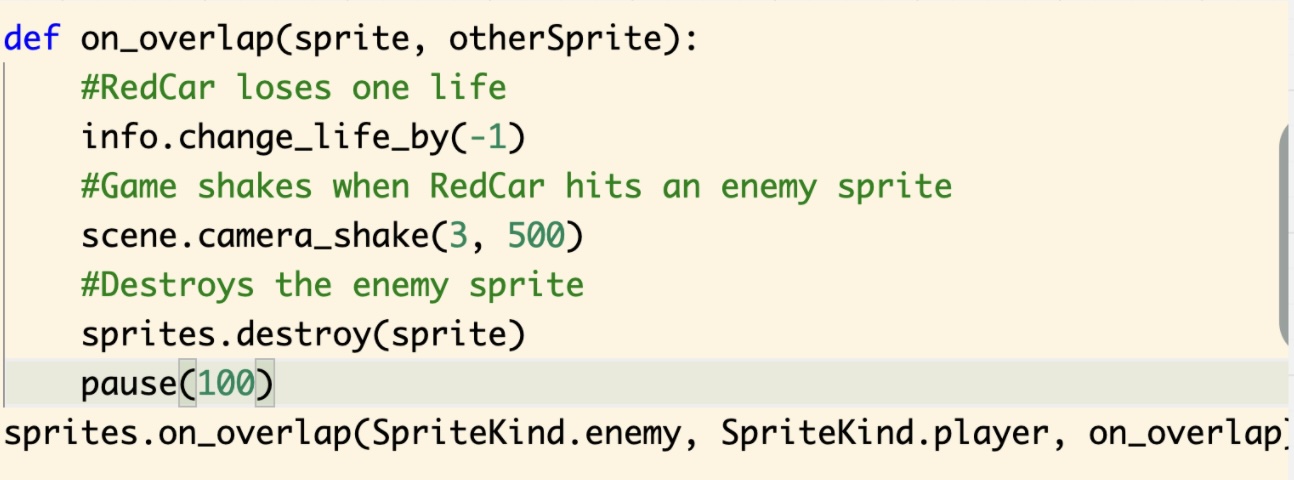 def on_overlap(sprite, otherSprite):
    #RedCar loses one life
    info.change_life_by(-1)
    #Game shakes when RedCar hits an enemy sprite
    scene.camera_shake(3, 500)
    #Destroys the enemy sprite
    sprites.destroy(sprite)
    pause(100)
sprites.on_overlap(SpriteKind.enemy, SpriteKind.player, on_overlap)